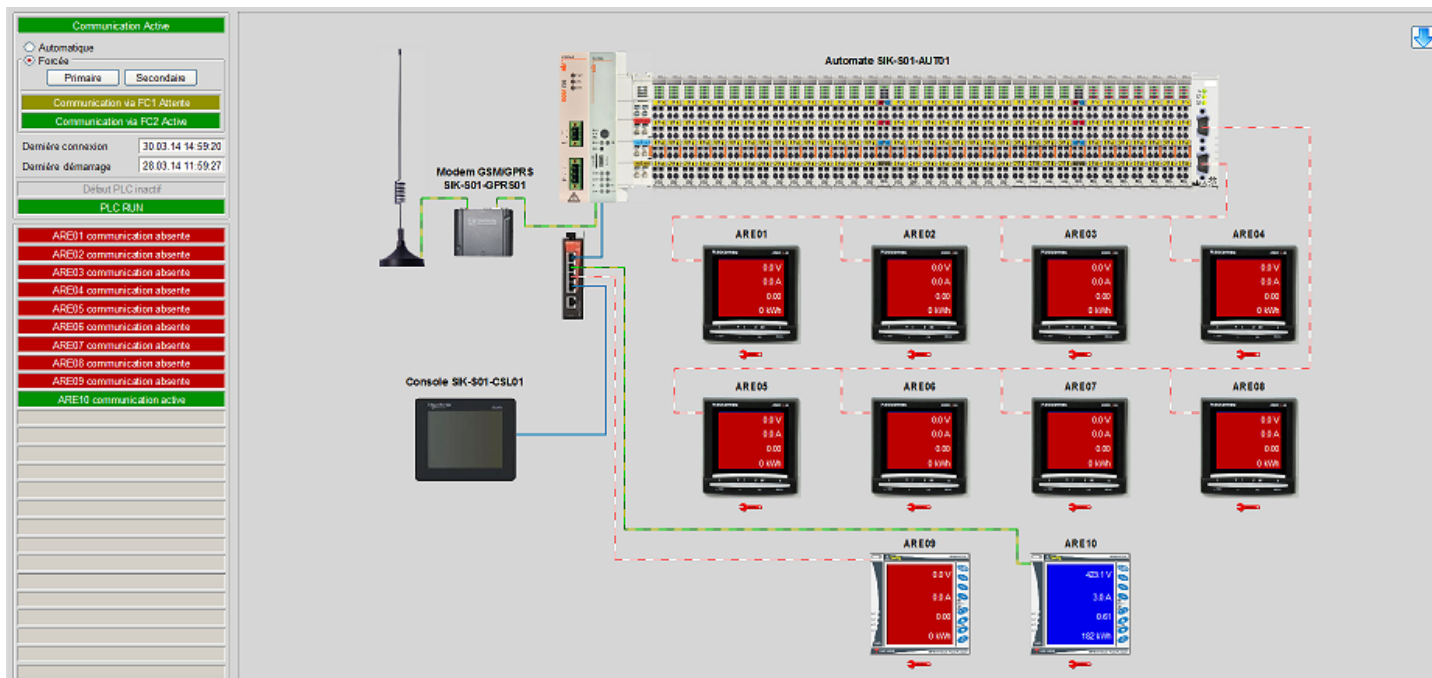 Communication Active
Automatique
Forcée
Primaire Secondaire
Communication via FC1 Attente
Communication via FC2 Active
Dernière connexion 30.03.14 14:59:20
Dernière démarrage 28.03.14 11:59:27
Début PLC inactif
PLC RUN
ARE01 communication absente
ARE02 communication absente
ARE03 communication absente
ARE04 communication absente
ARE05 communication absente
ARE06 communication absente
ARE07 communication absente
ARE08 communication absente
ARE09 communication absente
ARE10 communication active
Automate SIK-S01-AUT01
Modem GSM/GPRS
SIK-S01-GPRS01
Console SIK-S01-CSL01
ARE01
0.0 V
0.0 A
0.00
0 kWh
ARE02
0.0 V
0.0 A
0.00
0 kWh
ARE03
0.0 V
0.0 A
0.00
0 kWh
ARE04
0.0 V
0.0 A
0.00
0 kWh
ARE05
0.0 V
0.0 A
0.00
0 kWh
ARE06
0.0 V
0.0 A
0.00
0 kWh
ARE07
0.0 V
0.0 A
0.00
0 kWh
ARE08
0.0 V
0.0 A
0.00
0 kWh
ARE09
0.0 V
0.0 A
0.00
0 kWh
ARE10
423.1 V
3.0 A
0.61
182 kWh